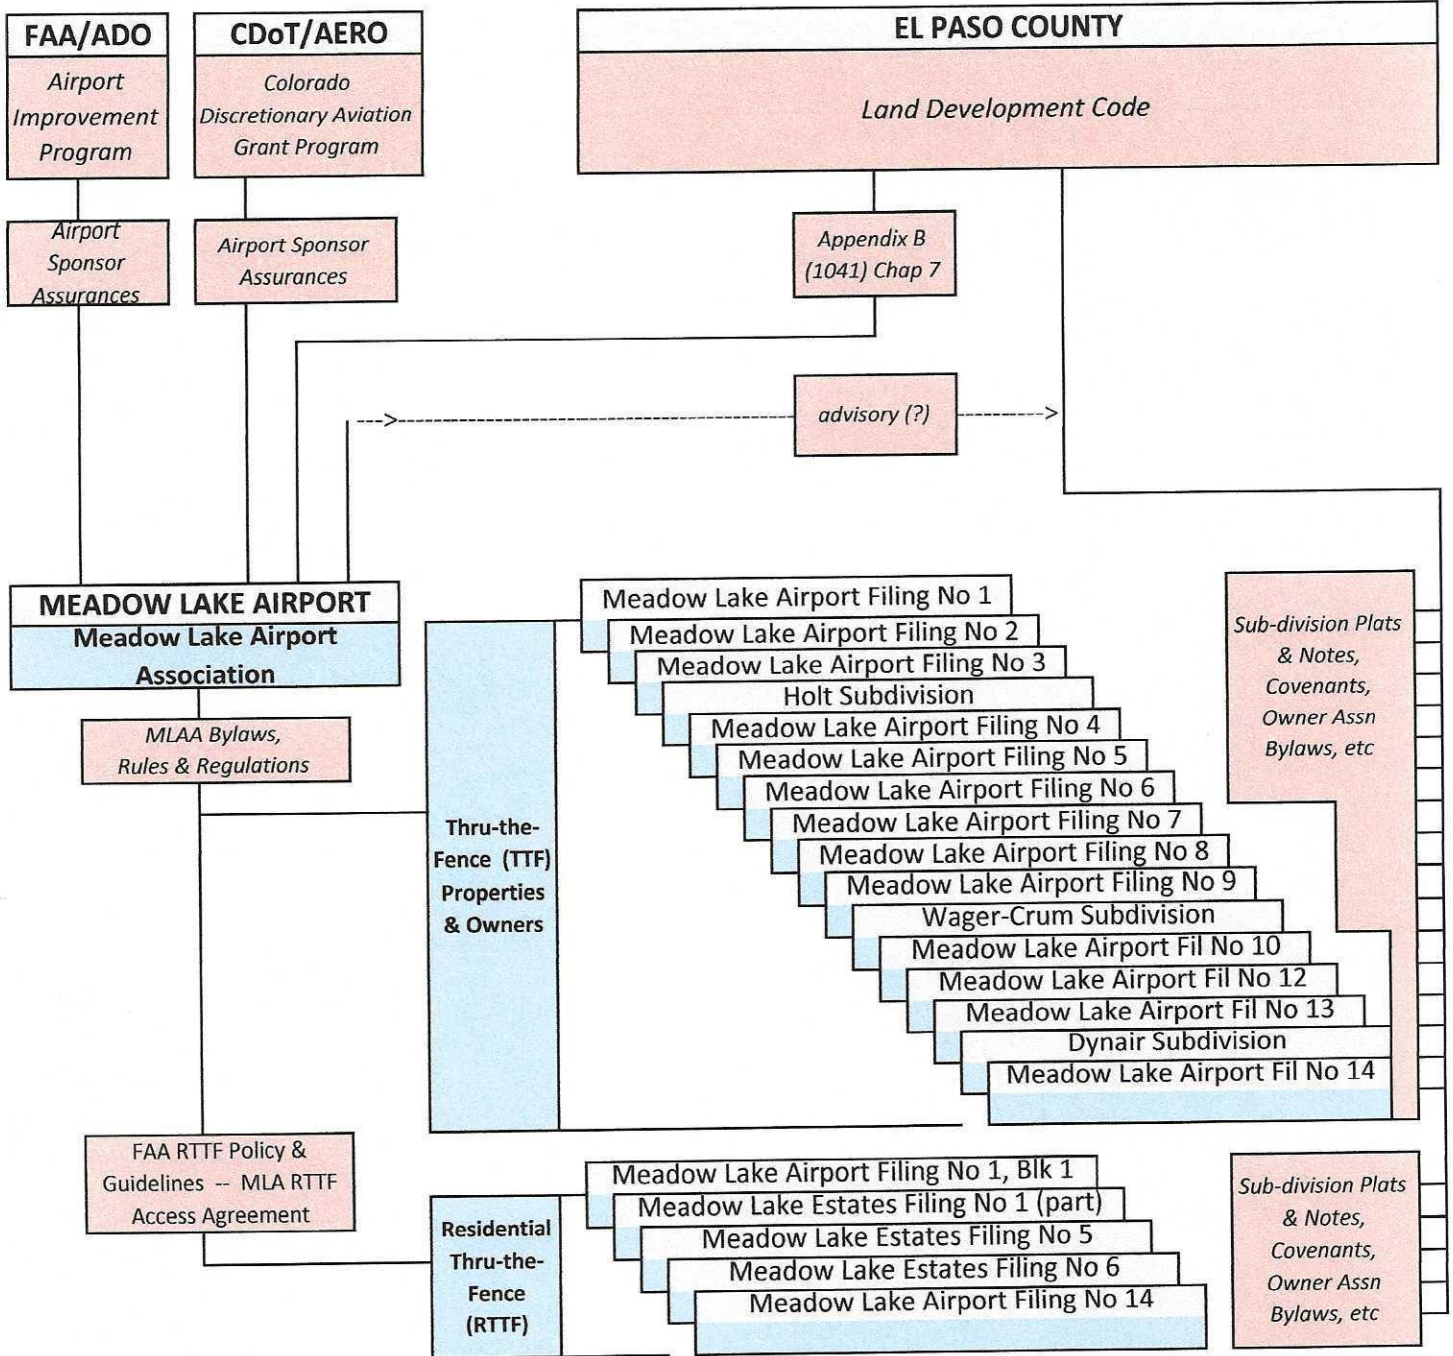 FAA/ADO
Airport
Improvement
Program
CDoT/AERO
Colorado
Discretionary Aviation
Grant Program
EL PASO COUNTY
Land Development Code
Airport
Sponsor
Assurances
Airport Sponsor
Assurances
Appendix B
(1041) Chap 7
advisory (?)
MEADOW LAKE AIRPORT
Meadow Lake Airport
Association
MLAA Bylaws,
Rules & Regulations
Thru-the-
Fence (TTF)
Properties
& Owners
Meadow Lake Airport Filing No 1
Meadow Lake Airport Filing No 2
Meadow Lake Airport Filing No 3
Holt Subdivision
Meadow Lake Airport Filing No 4
Meadow Lake Airport Filing No 5
Meadow Lake Airport Filing No 6
Meadow Lake Airport Filing No 7
Meadow Lake Airport Filing No 8
Meadow Lake Airport Filing No 9
Wager-Crum Subdivision
Meadow Lake Airport Fil No 10
Meadow Lake Airport Fil No 12
Meadow Lake Airport Fil No 13
Dynair Subdivision
Meadow Lake Airport Fil No 14
Sub-division Plats
& Notes,
Covenants,
Owner Assn
Bylaws, etc
FAA RTTF Policy &
Guidelines -- MLA RTTF
Access Agreement
Residential
Thru-the-
Fence
(RTTF)
Meadow Lake Airport Filing No 1, Blk 1
Meadow Lake Estates Filing No 1 (part)
Meadow Lake Estates Filing No 5
Meadow Lake Estates Filing No 6
Meadow Lake Airport Filing No 14
Sub-division Plats
& Notes,
Covenants,
Owner Assn
Bylaws, etc